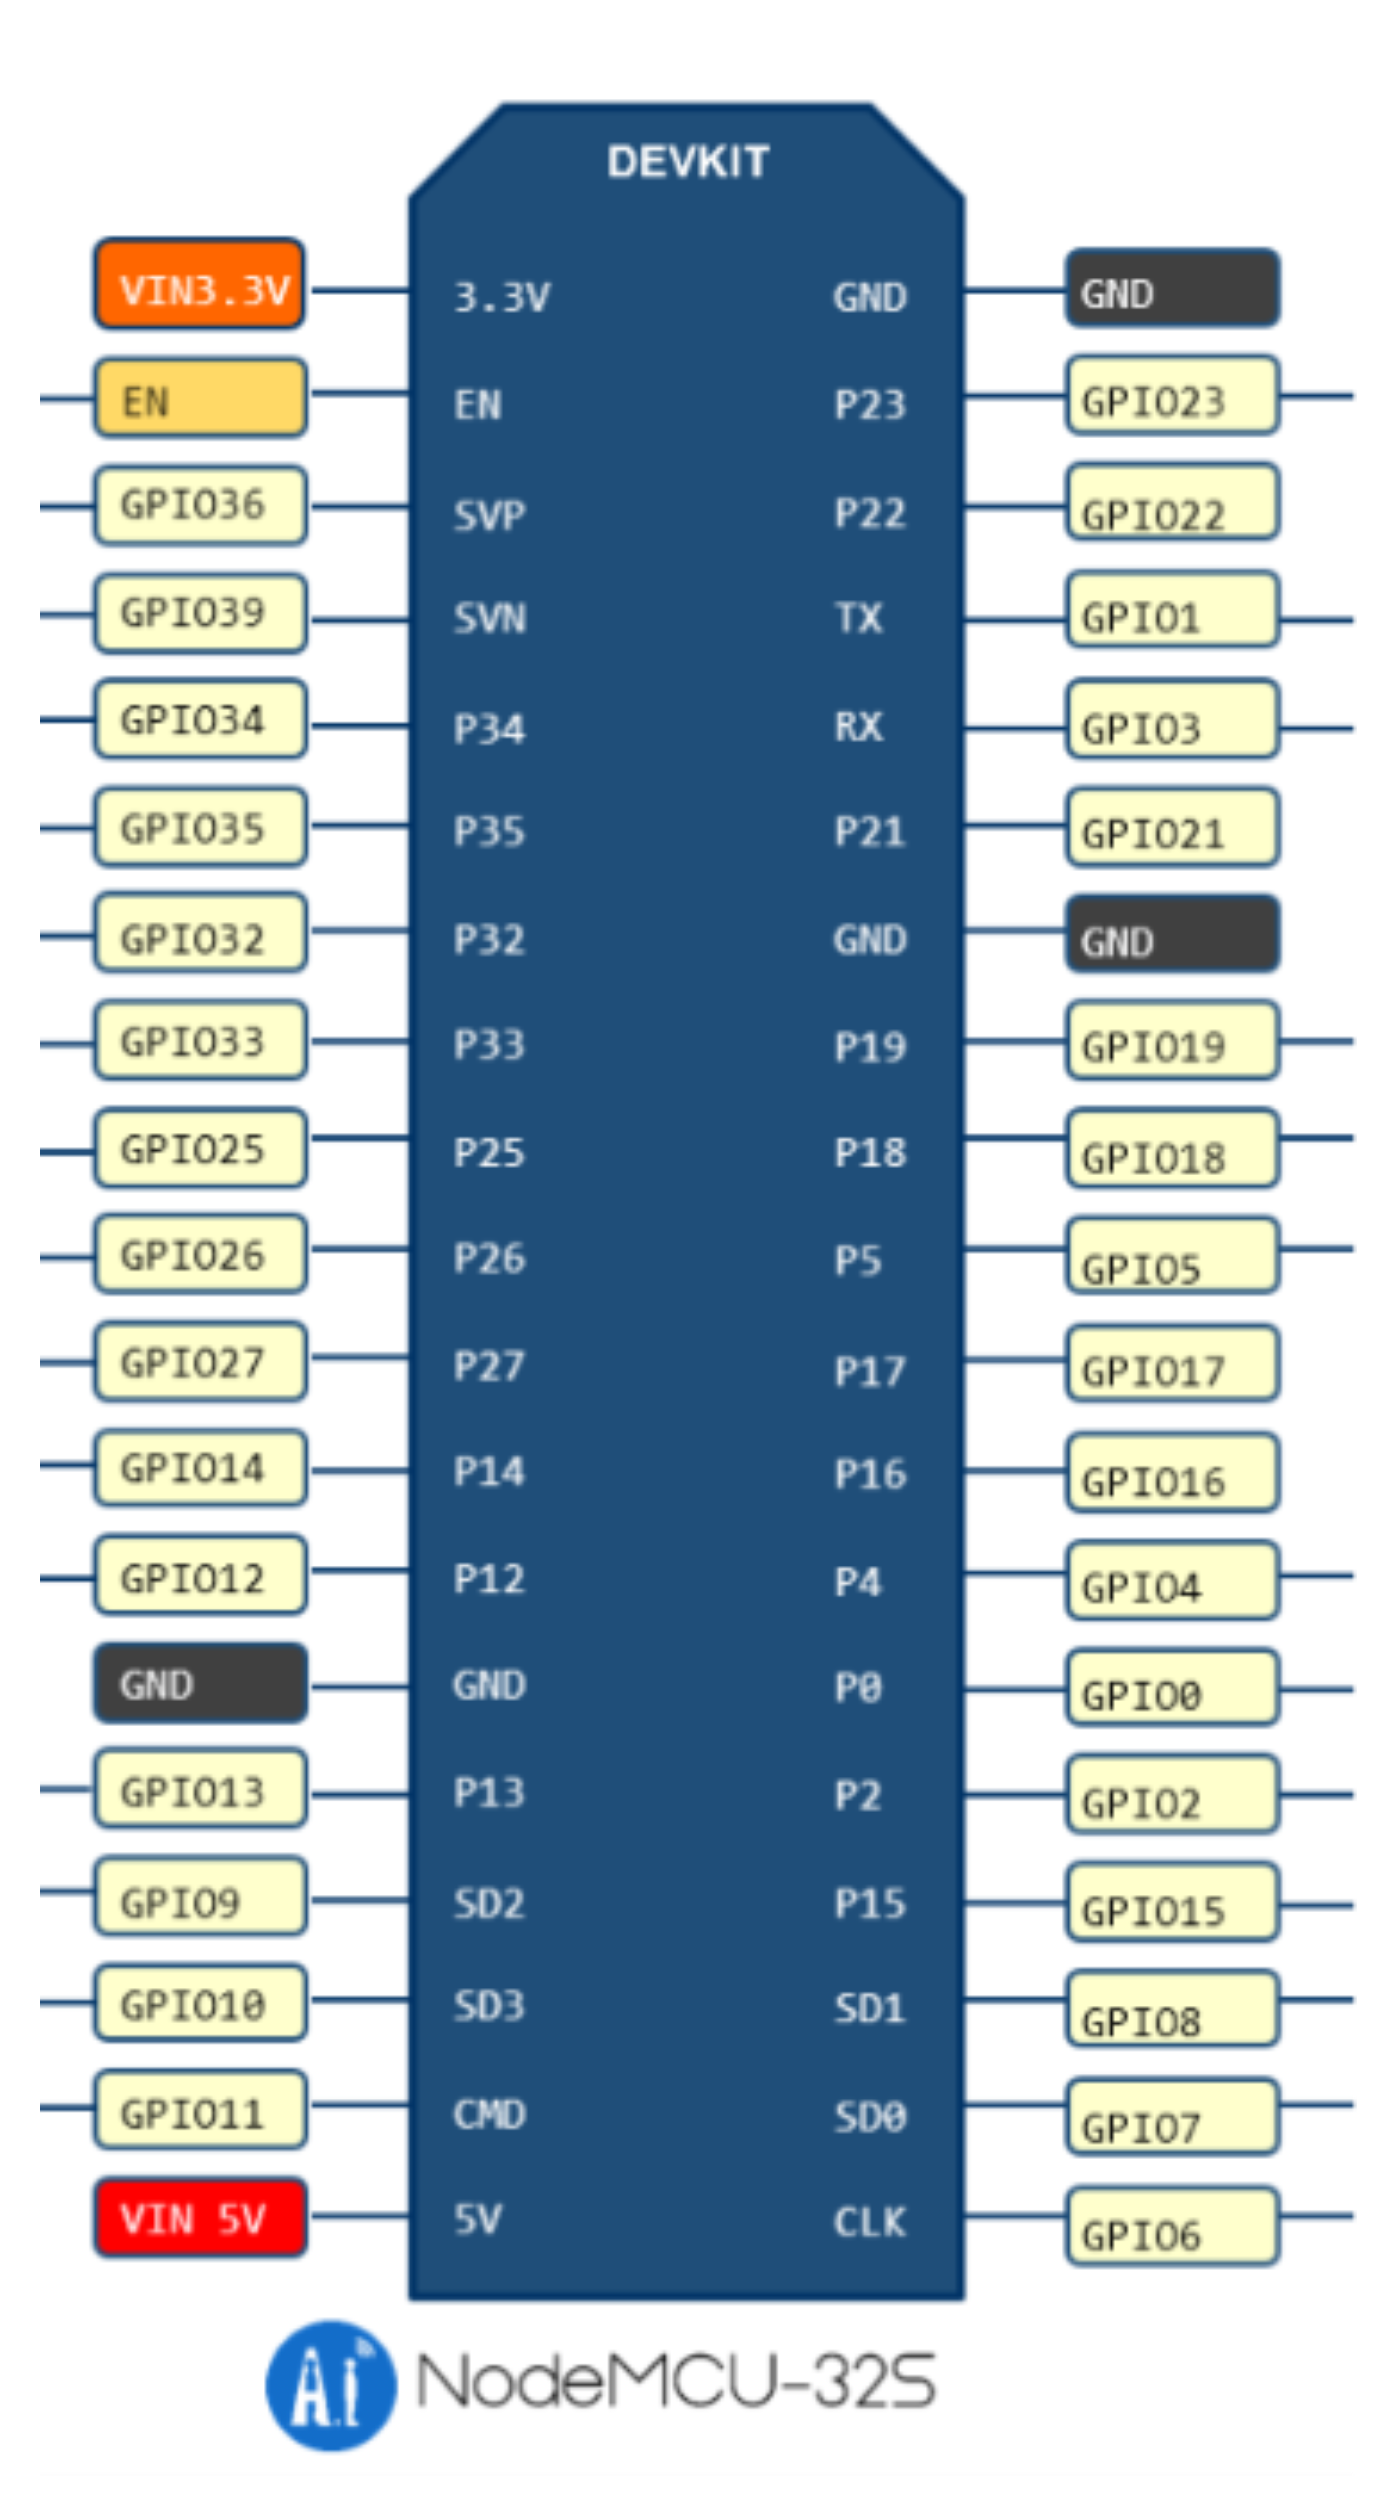 DEVKIT
VIN3.3V 3.3V GND GND
EN EN P23 GPIO23
GPIO36 SVP P22 GPIO22
GPIO39 SVN TX GPIO1
GPIO34 P34 RX GPIO3
GPIO35 P35 P21 GPIO21
GPIO32 P32 GND GND
GPIO33 P33 P19 GPIO19
GPIO25 P25 P18 GPIO18
GPIO26 P26 P5 GPIO5
GPIO27 P27 P17 GPIO17
GPIO14 P14 P16 GPIO16
GPIO12 P12 P4 GPIO4
GND GND P0 GPIO0
GPIO13 P13 P2 GPIO2
GPIO9 SD2 P15 GPIO15
GPIO10 SD3 SD1 GPIO8
GPIO11 CMD SD0 GPIO7
VIN 5V 5V CLK GPIO6
Ai NodeMCU-32S